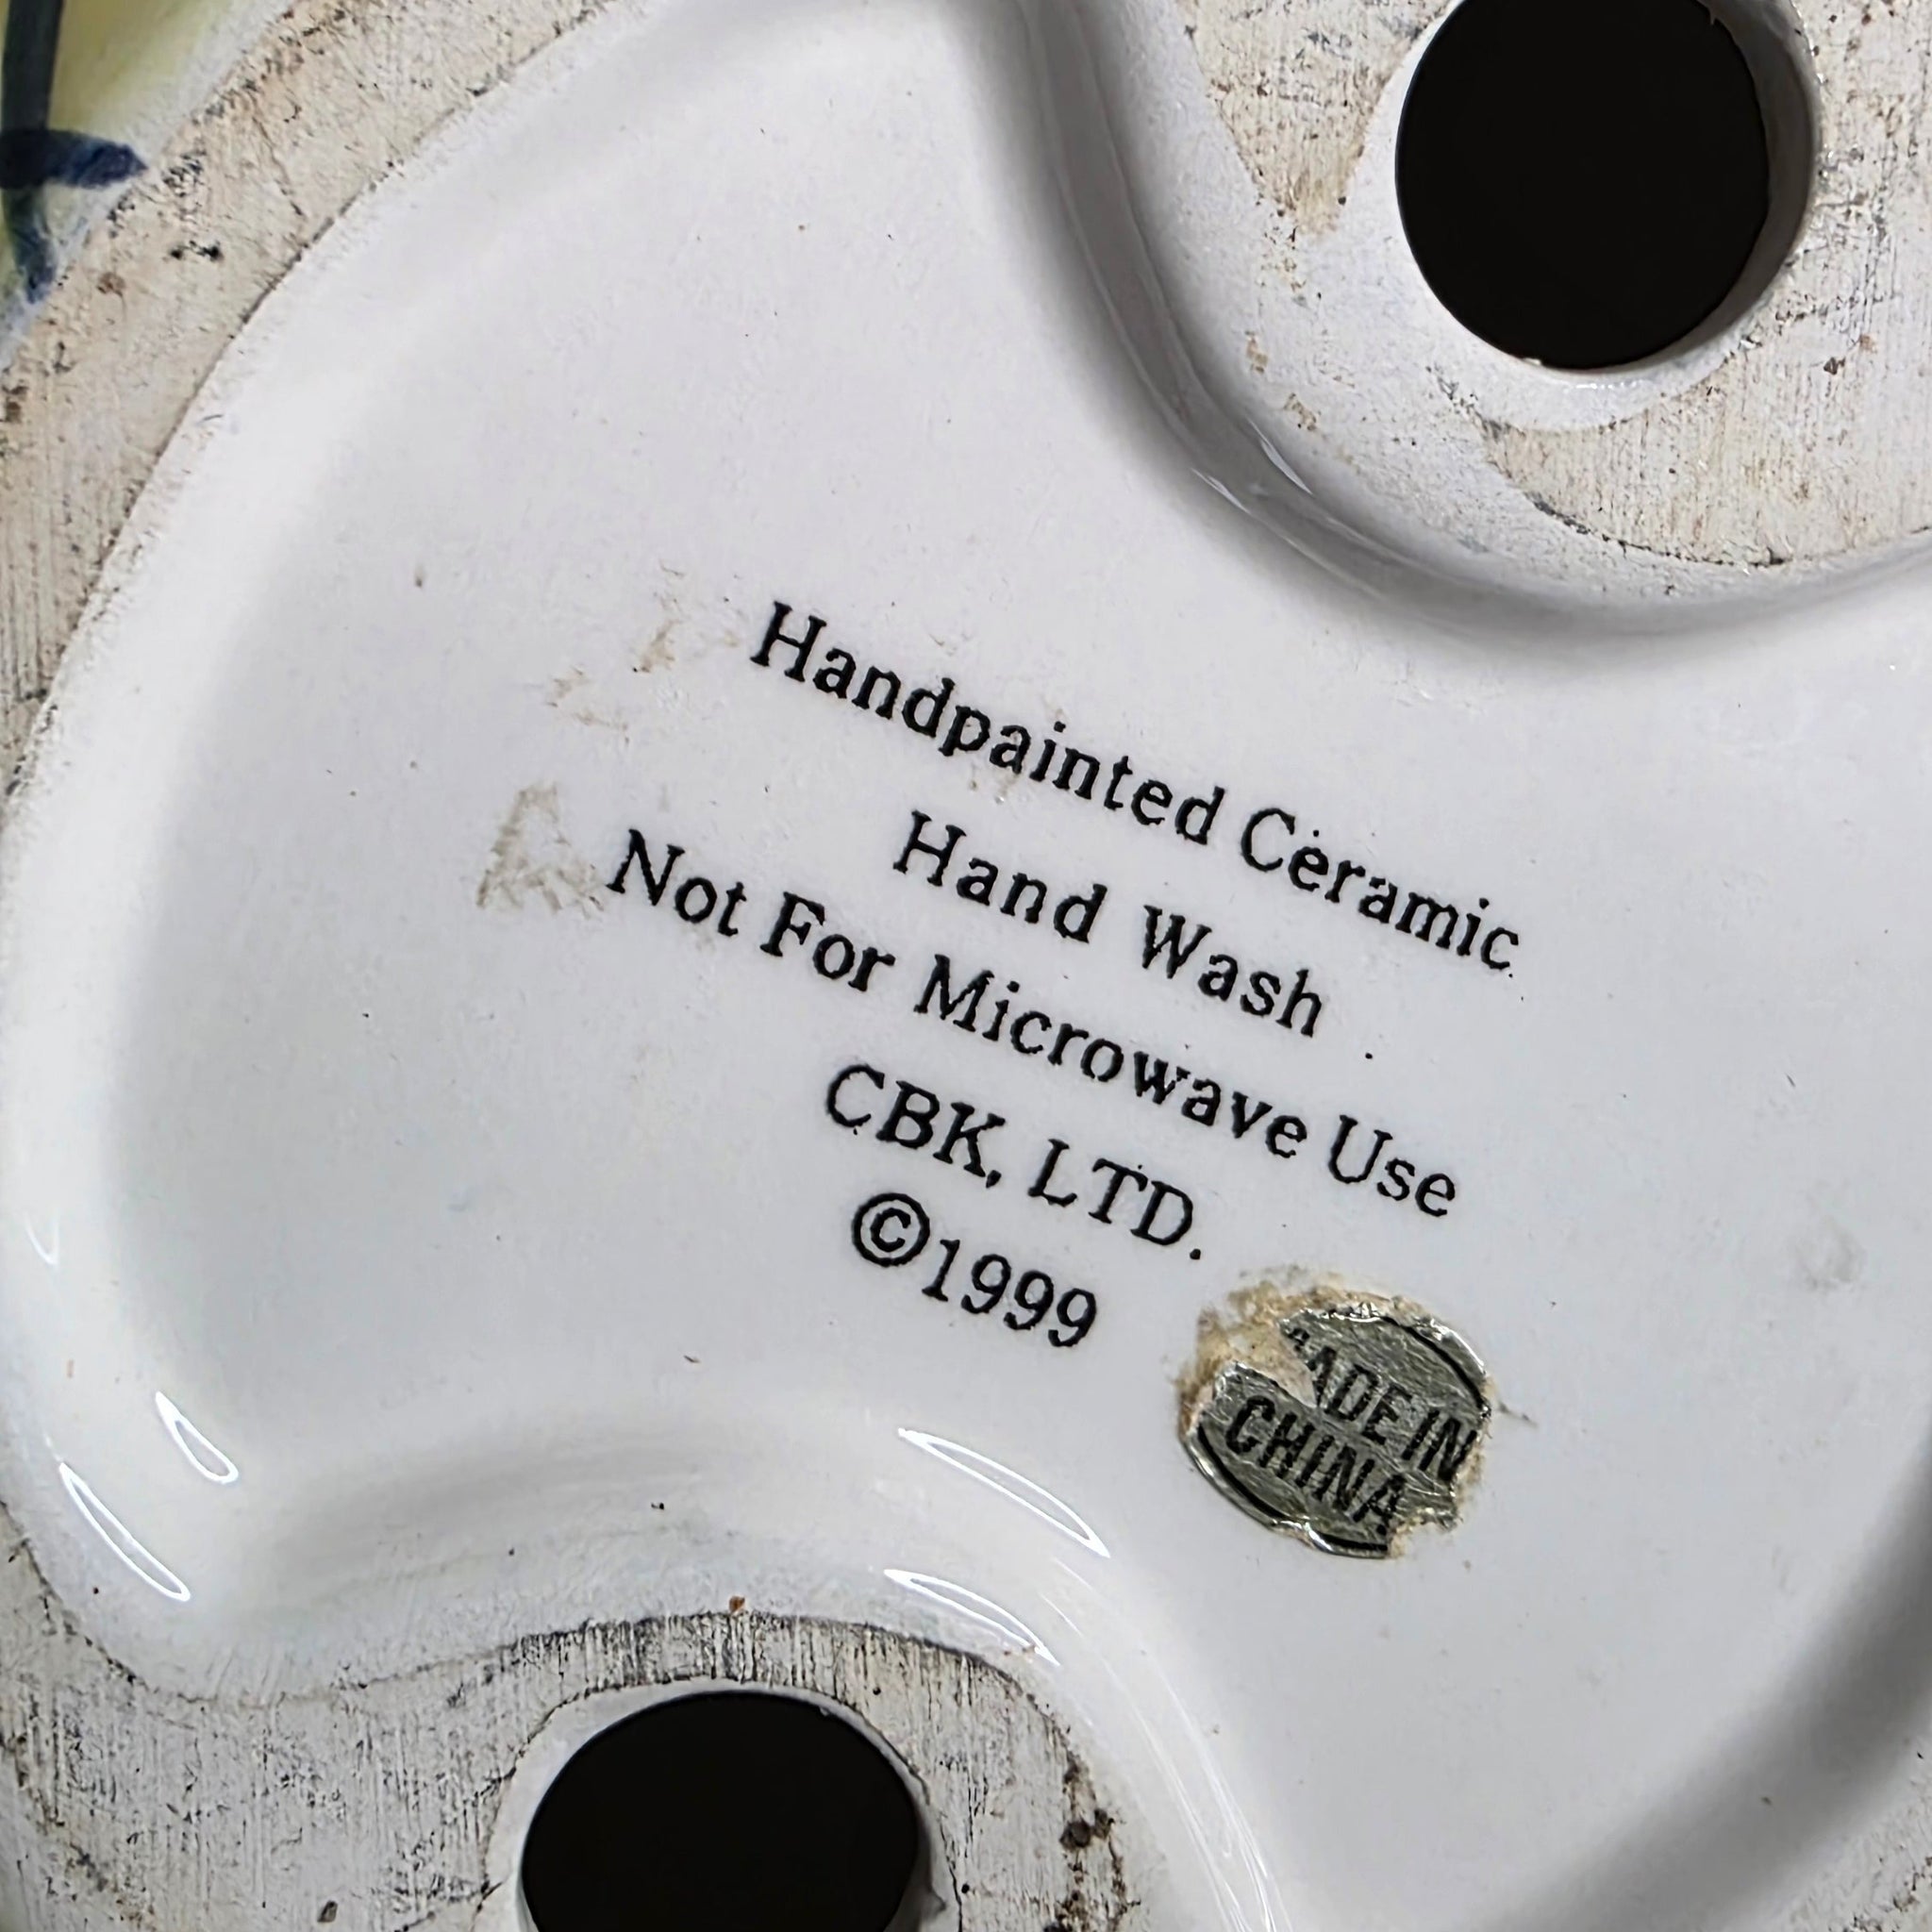 Handpainted Ceramic
Hand Wash
Not For Microwave Use
CBK, LTD.
©1999
ADE IN
CHINA